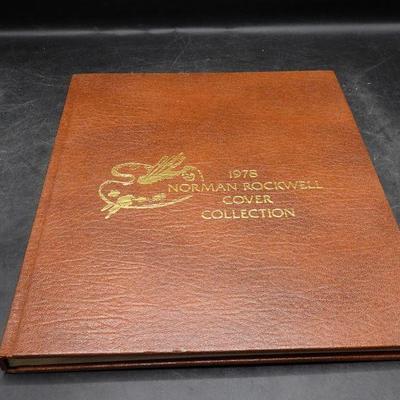 1978
NORMAN ROCKWELL
COVER
COLLECTION